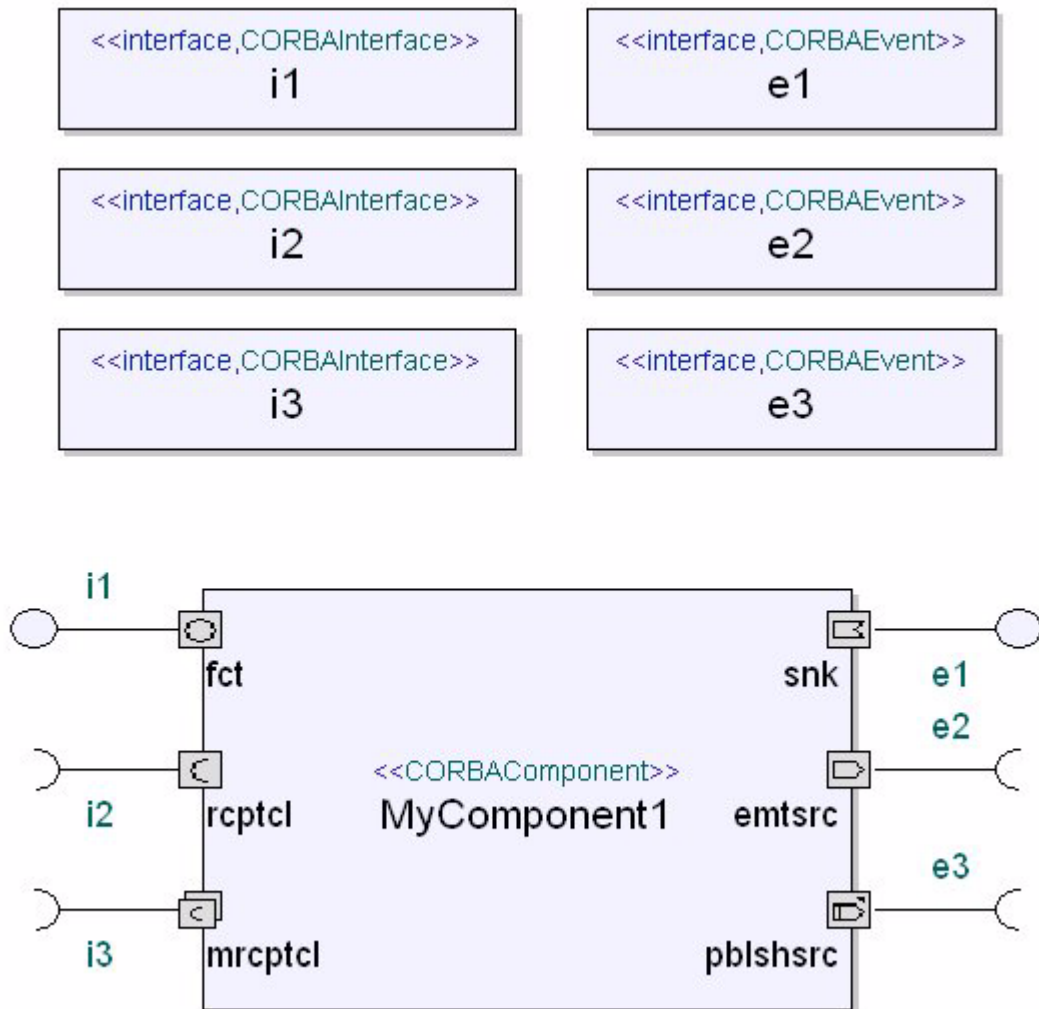 <<interface,CORBAInterface>>
i1
<<interface,CORBAEvent>>
e1
<<interface,CORBAInterface>>
i2
<<interface,CORBAEvent>>
e2
<<interface,CORBAInterface>>
i3
<<interface,CORBAEvent>>
e3
i1
fct
snk
e1
e2
<<CORBAComponent>>
MyComponent1
i2
rcptcl
emtsrc
e3
i3
mrcptcl
pblshsrc